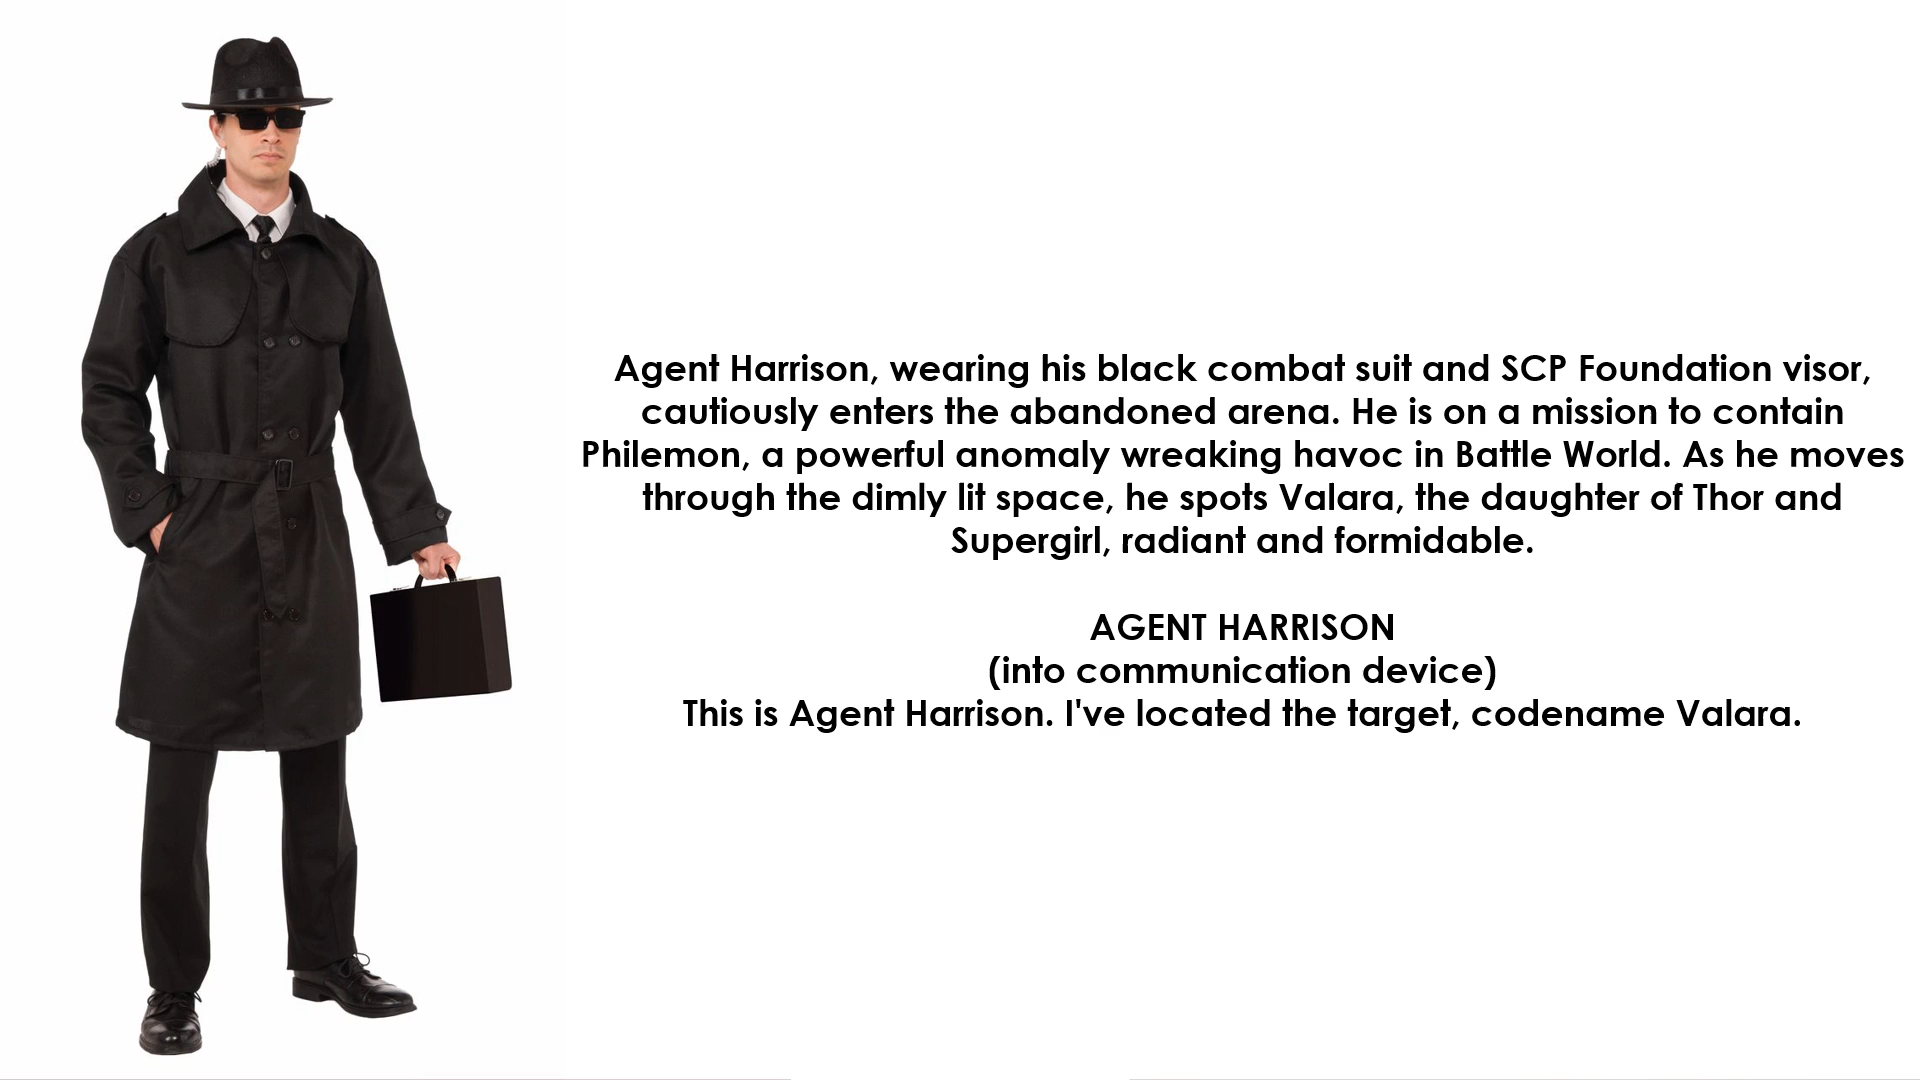 Agent Harrison, wearing his black combat suit and SCP Foundation visor,
cautiously enters the abandoned arena. He is on a mission to contain
Philemon, a powerful anomaly wreaking havoc in Battle World. As he moves
through the dimly lit space, he spots Valara, the daughter of Thor and
Supergirl, radiant and formidable.
AGENT HARRISON
(into communication device)
This is Agent Harrison. I've located the target, codename Valara.